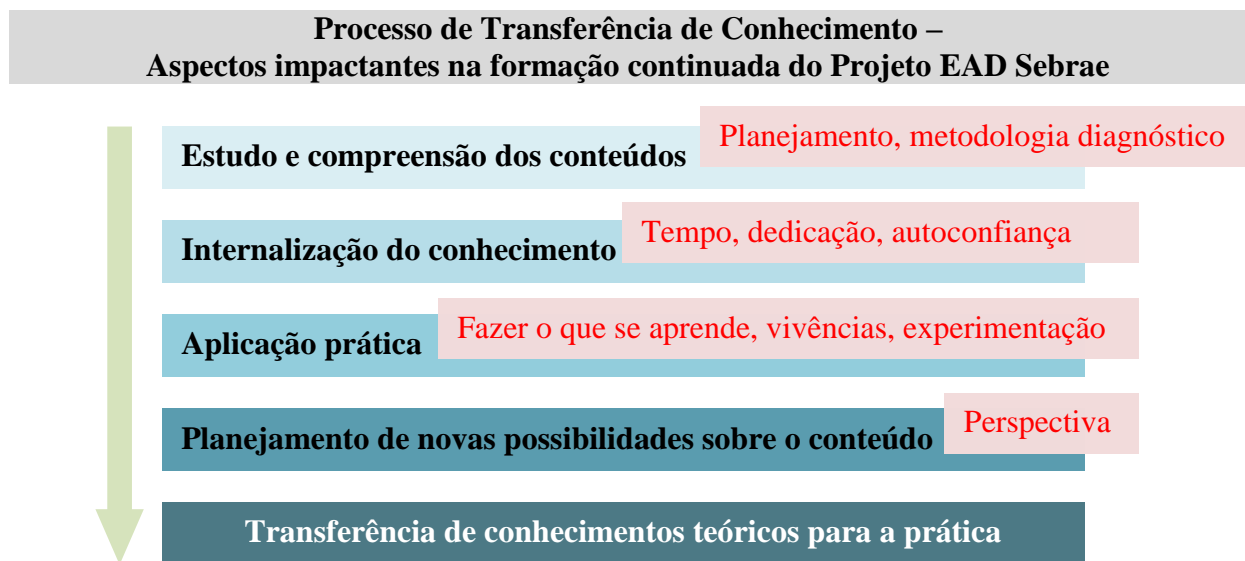 Processo de Transferência de Conhecimento –
Aspectos impactantes na formação continuada do Projeto EAD Sebrae
Planejamento, metodologia diagnóstico
Estudo e compreensão dos conteúdos
Tempo, dedicação, autoconfiança
Internalização do conhecimento
Fazer o que se aprende, vivências, experimentação
Aplicação prática
Perspectiva
Planejamento de novas possibilidades sobre o conteúdo
Transferência de conhecimentos teóricos para a prática